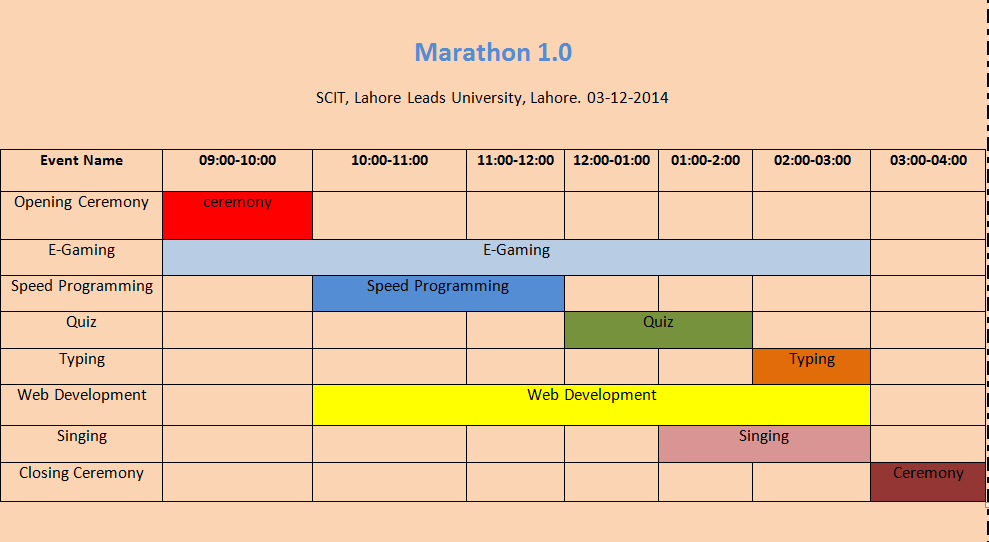 Marathon 1.0
SCIT, Lahore Leads University, Lahore. 03-12-2014
Event Name 09:00-10:00 10:00-11:00 11:00-12:00 12:00-01:00 01:00-2:00 02:00-03:00 03:00-04:00
Opening Ceremony ceremony
E-Gaming E-Gaming
Speed Programming Speed Programming
Quiz Quiz
Typing Typing
Web Development Web Development
Singing Singing
Closing Ceremony Ceremony